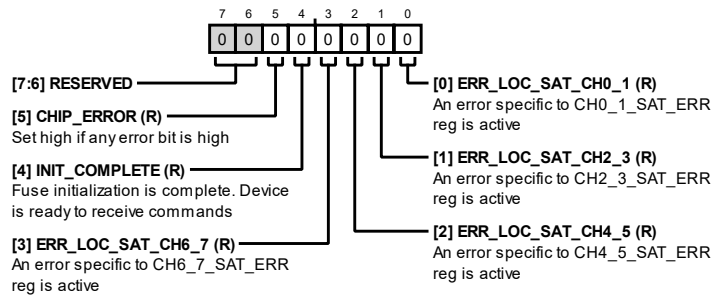 7 6 5 4 3 2 1 0
0 0 0 0 0 0 0 0
[7:6] RESERVED
[5] CHIP_ERROR (R)
Set high if any error bit is high
[4] INIT_COMPLETE (R)
Fuse initialization is complete. Device
is ready to receive commands
[3] ERR_LOC_SAT_CH6_7 (R)
An error specific to CH6_7_SAT_ERR
reg is active
[0] ERR_LOC_SAT_CH0_1 (R)
An error specific to CH0_1_SAT_ERR
reg is active
[1] ERR_LOC_SAT_CH2_3 (R)
An error specific to CH2_3_SAT_ERR
reg is active
[2] ERR_LOC_SAT_CH4_5 (R)
An error specific to CH4_5_SAT_ERR
reg is active